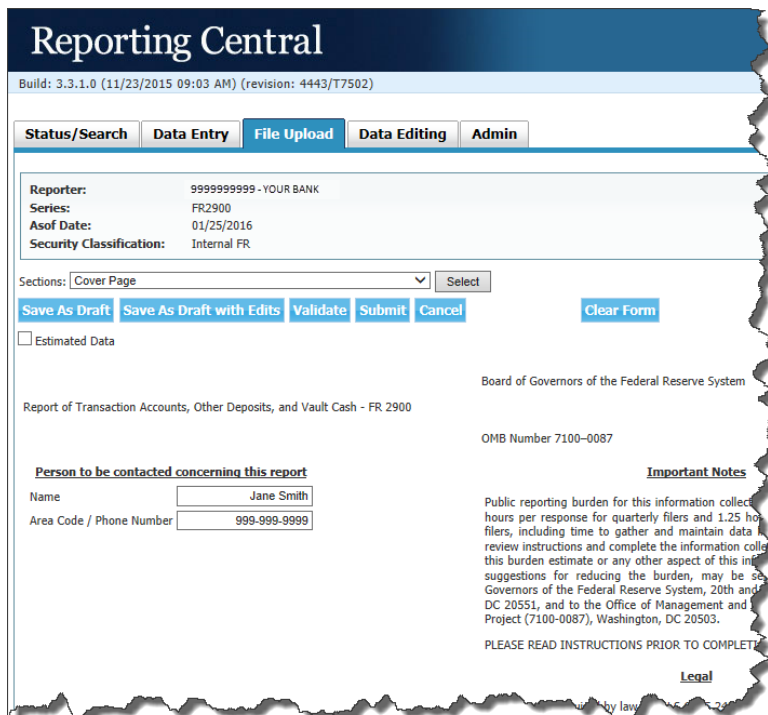 Reporting Central
Build: 3.3.1.0 (11/23/2015 09:03 AM) (revision: 4443/T7502)
Status/Search Data Entry File Upload Data Editing Admin
Reporter: 9999999999 - YOUR BANK
Series: FR2900
Asof Date: 01/25/2016
Security Classification: Internal FR
Sections: Cover Page Select
Save As Draft Save As Draft with Edits Validate Submit Cancel Clear Form
Estimated Data
Board of Governors of the Federal Reserve System
Report of Transaction Accounts, Other Deposits, and Vault Cash - FR 2900
OMB Number 7100–0087
Person to be contacted concerning this report
Name Jane Smith
Area Code / Phone Number 999-999-9999
Important Notes
Public reporting burden for this information
hours per response for quarterly filers and 1.25
filers, including time to gather and maintain data
review instructions and complete the information
this burden estimate or any other aspect of this
suggestions for reducing the burden, may be
Governors of the Federal Reserve System, 20th and
DC 20551, and to the Office of Management and
Project (7100-0087), Washington, DC 20503.
PLEASE READ INSTRUCTIONS PRIOR TO
Legal
by law